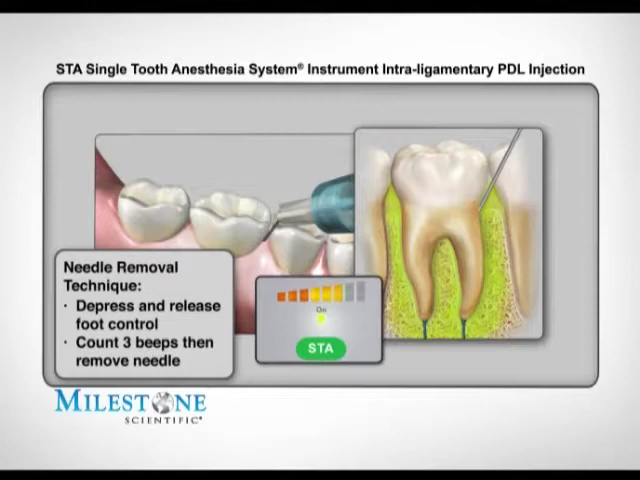 STA Single Tooth Anesthesia System® Instrument Intra-ligamentary PDL Injection
Needle Removal
Technique:
· Depress and release
foot control
· Count 3 beeps then
remove needle
On
STA
MILESTONE
SCIENTIFIC®